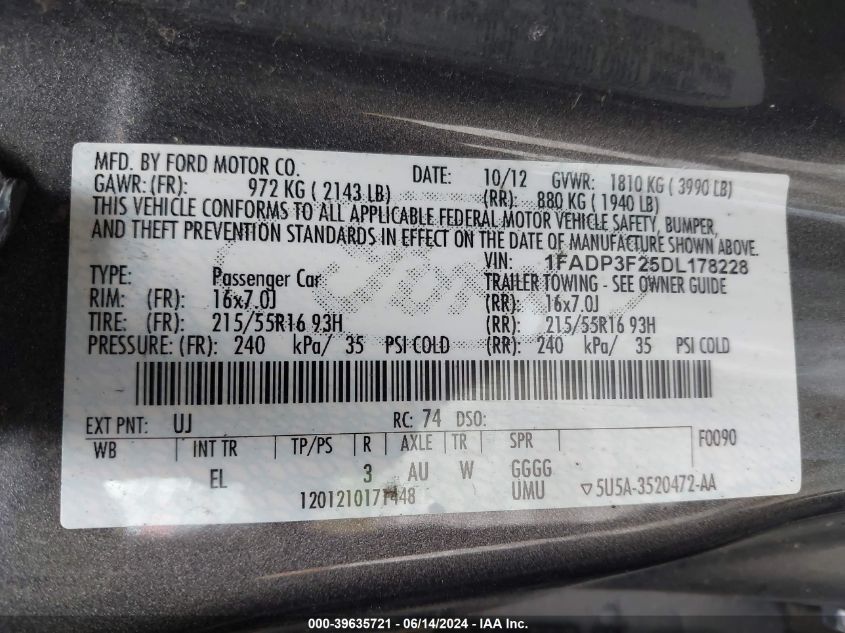 MFD. BY FORD MOTOR CO. DATE: 10/12 GVWR: 1810 KG ( 3990 LB)
GAWR: (FR): 972 KG ( 2143 LB) (RR): 880 KG ( 1940 LB)
THIS VEHICLE CONFORMS TO ALL APPLICABLE FEDERAL MOTOR VEHICLE SAFETY, BUMPER,
AND THEFT PREVENTION STANDARDS IN EFFECT ON THE DATE OF MANUFACTURE SHOWN ABOVE.
VIN: 1FADP3F25DL178228
TYPE: Passenger Car TRAILER TOWING - SEE OWNER GUIDE
RIM: (FR): 16x7.0J (RR): 16x7.0J
TIRE: (FR): 215/55R16 93H (RR): 215/55R16 93H
PRESSURE: (FR): 240 kPa/ 35 PSI COLD (RR): 240 kPa/ 35 PSI COLD
EXT PNT: UJ RC: 74 DSO:
WB INT TR TP/PS R AXLE TR SPR F0090
EL 3 AU W GGGG
UMU ▽5U5A-3520472-AA
1201210171448
000-39635721 - 06/14/2024 - © IAA, Inc.